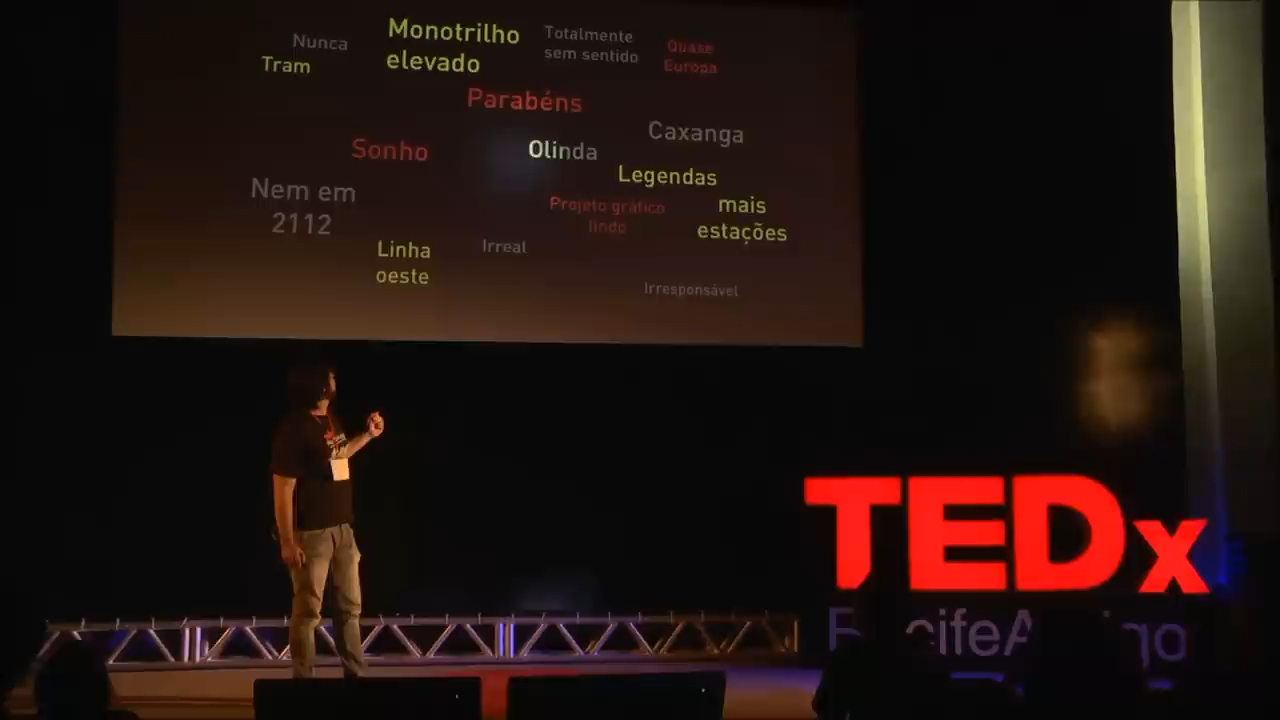 Nunca
Tram
Monotrilho
elevado
Totalmente
sem sentido
Quase
Europa
Parabéns
Caxanga
Sonho
Olinda
Legendas
Nem em
2112
Projeto gráfico
lindo
mais
estações
Linha
oeste
Irreal
Irresponsável
TEDx